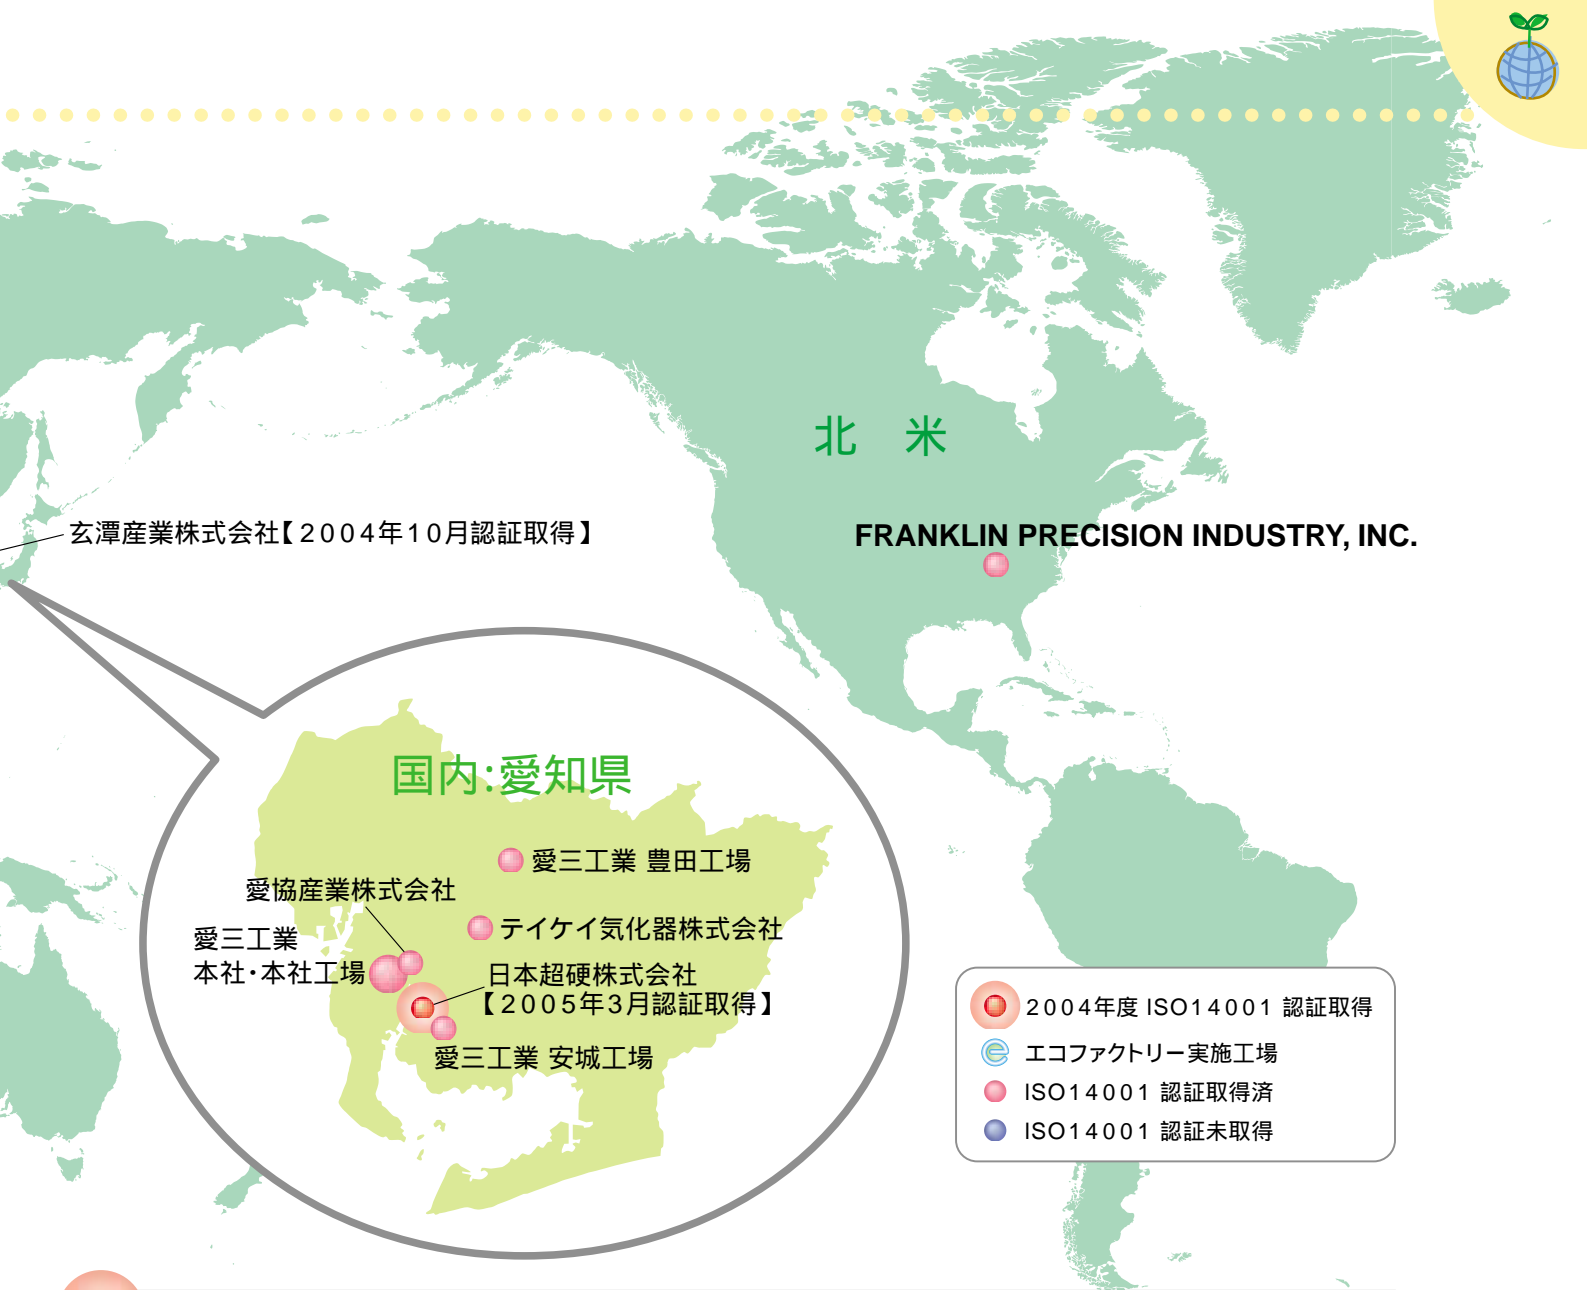 北 米
玄潭産業株式会社【2004年10月認証取得】
FRANKLIN PRECISION INDUSTRY, INC.
国内:愛知県
愛三工業 豊田工場
愛協産業株式会社
テイケイ気化器株式会社
愛三工業
本社・本社工場
日本超硬株式会社
【2005年3月認証取得】
愛三工業 安城工場
2004年度 ISO14001 認証取得
エコファクトリー実施工場
ISO14001 認証取得済
ISO14001 認証未取得